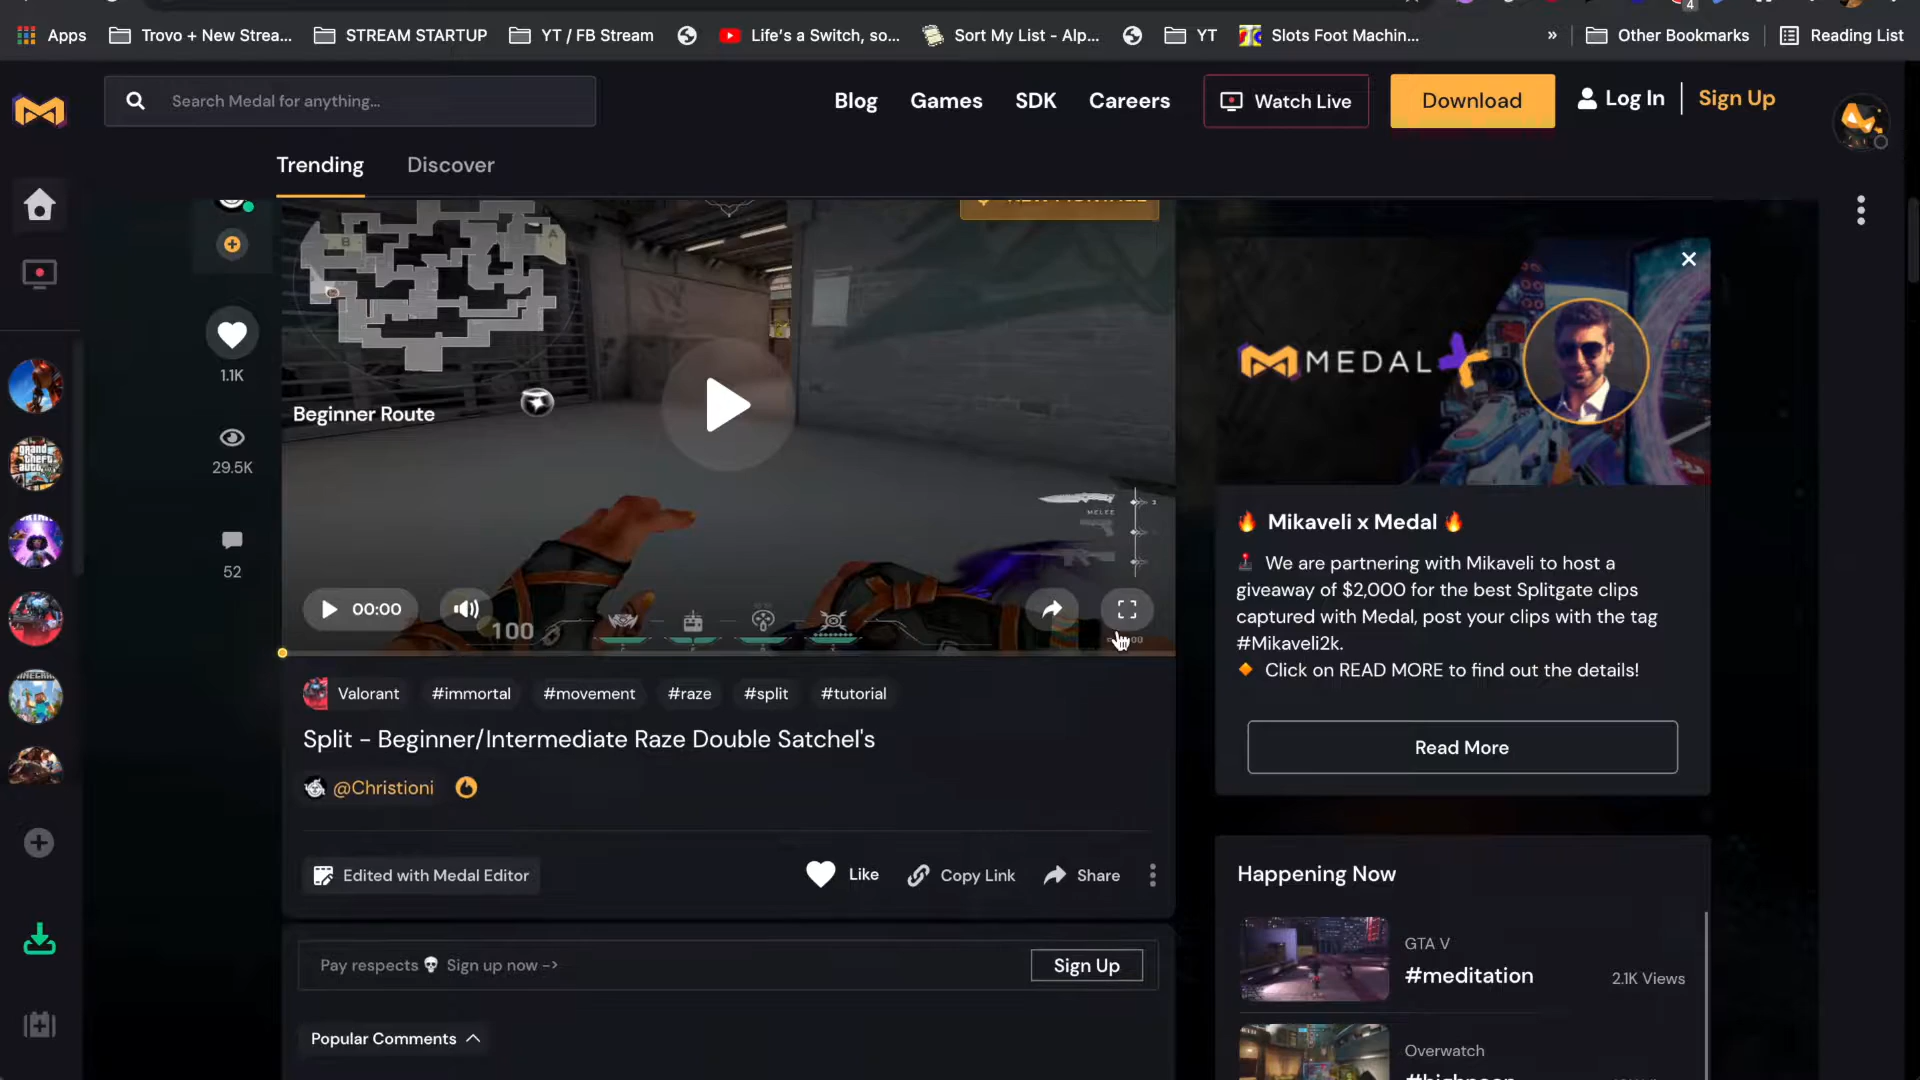 4
Apps
Trovo + New Strea...
STREAM STARTUP
YT / FB Stream
Life's a Switch, so...
Sort My List - Alp...
YT
Slots Foot Machin...
»
Other Bookmarks
Reading List
Search Medal for anything...
Blog
Games
SDK
Careers
Watch Live
Download
Log In
Sign Up
Trending
Discover
B
A
1.1K
Beginner Route
29.5K
MELEE
52
00:00
100
Valorant
#immortal
#movement
#raze
#split
#tutorial
Split - Beginner/Intermediate Raze Double Satchel's
@Christioni
Edited with Medal Editor
Like
Copy Link
Share
Pay respects 💀 Sign up now ->
Sign Up
Popular Comments
MEDAL
🔥 Mikaveli x Medal 🔥
🕹️ We are partnering with Mikaveli to host a
giveaway of $2,000 for the best Splitgate clips
captured with Medal, post your clips with the tag
#Mikaveli2k.
🔶 Click on READ MORE to find out the details!
Read More
Happening Now
GTA V
#meditation
2.1K Views
Overwatch